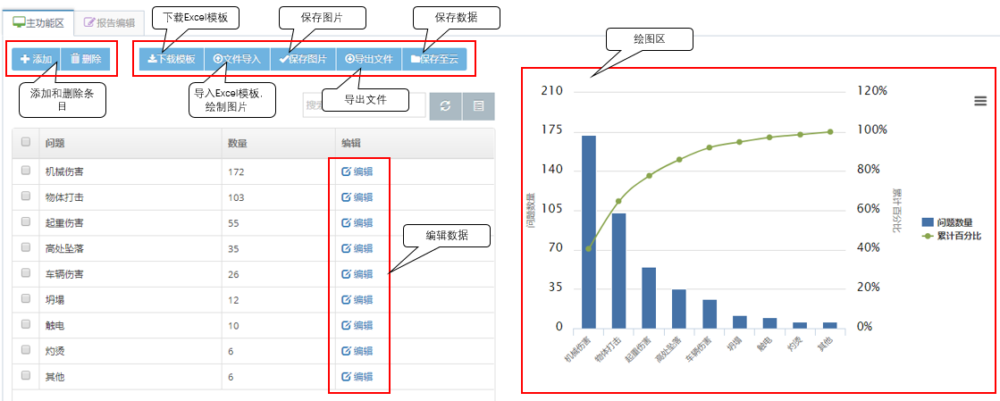 主功能区
报告编辑
下载Excel模板
保存图片
保存数据
绘图区
添加
删除
下载模板
文件导入
保存图片
导出文件
保存至云
添加和删除条
目
导入Excel模板,
绘制图片
导出文件
问题 数量 编辑
机械伤害 172 编辑
物体打击 103 编辑
起重伤害 55 编辑
高处坠落 35 编辑
车辆伤害 26 编辑
坍塌 12 编辑
触电 10 编辑
灼烫 6 编辑
其他 6 编辑
编辑数据
210
175
140
105
70
35
0
问题数量
120%
100%
80%
60%
40%
20%
0%
累计百分比
机械伤害
物体打击
起重伤害
高处坠落
车辆伤害
坍塌
触电
灼烫
其他
问题数量
累计百分比